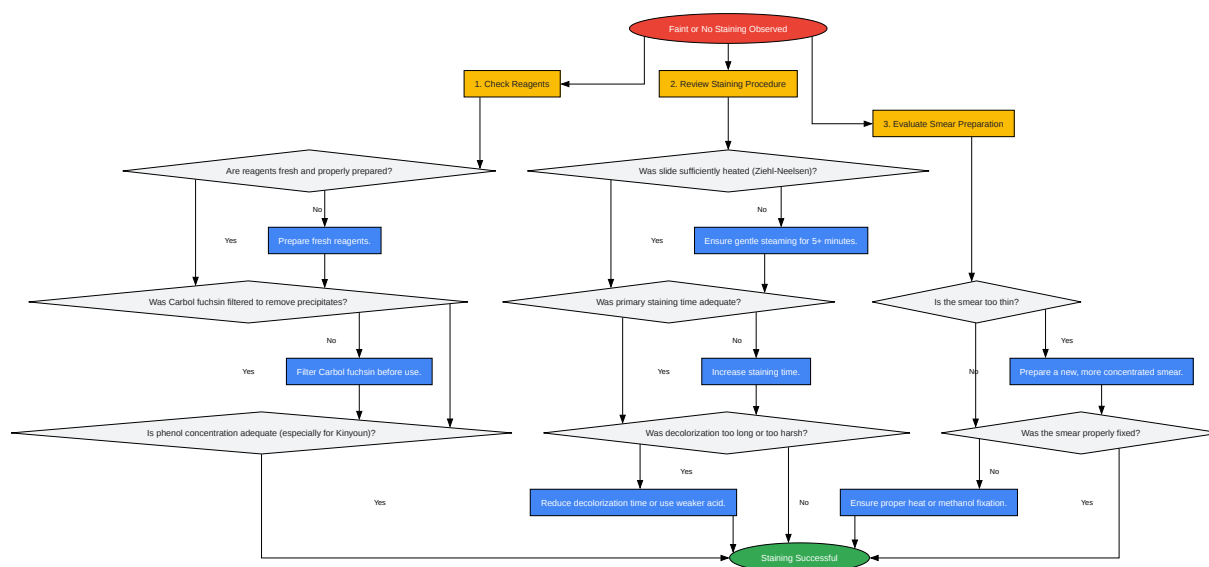 Faint or No Staining Observed
1. Check Reagents
2. Review Staining Procedure
3. Evaluate Smear Preparation
Are reagents fresh and properly prepared?
Was slide sufficiently heated (Ziehl-Neelsen)?
No
No
Yes
Prepare fresh reagents.
Yes
Ensure gentle steaming for 5+ minutes.
Was Carbol fuchsin filtered to remove precipitates?
Was primary staining time adequate?
Is the smear too thin?
No
No
Yes
Yes
Filter Carbol fuchsin before use.
Yes
Increase staining time.
No
Prepare a new, more concentrated smear.
Is phenol concentration adequate (especially for Kinyoun)?
Was decolorization too long or too harsh?
Was the smear properly fixed?
Yes
No
Yes
Reduce decolorization time or use weaker acid.
No
Ensure proper heat or methanol fixation.
Yes
Staining Successful